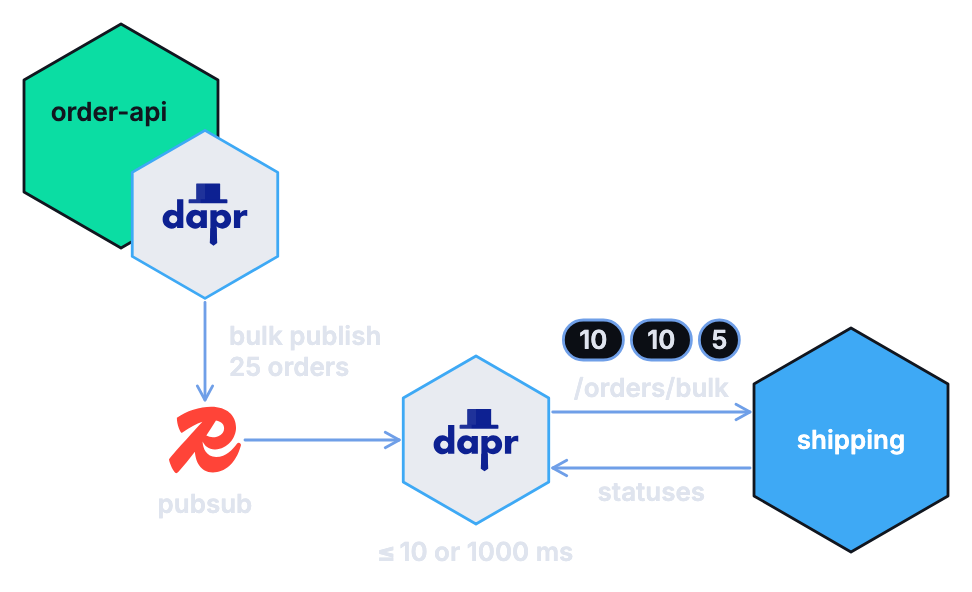 order-api
dapr
bulk publish
25 orders
10 10 5
/orders/bulk
dapr
shipping
statuses
pubsub
≤ 10 or 1000 ms